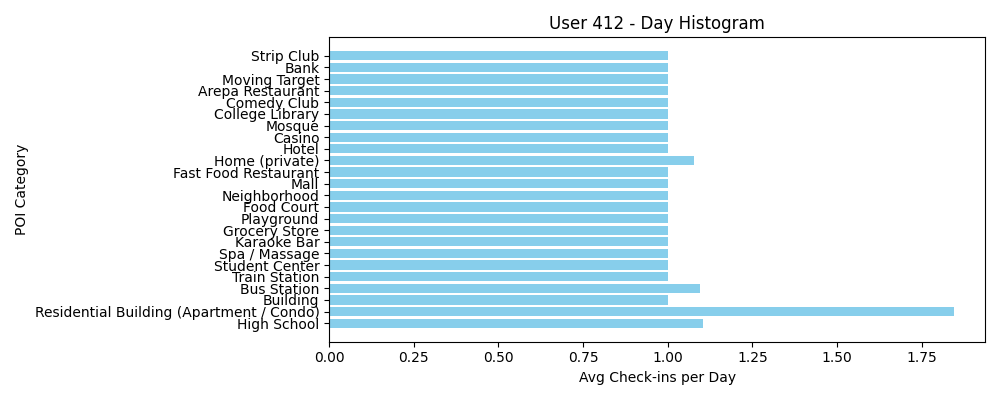 User 412 - Day Histogram
POI Category
Strip Club
Bank
Moving Target
Arepa Restaurant
Comedy Club
College Library
Mosque
Casino
Hotel
Home (private)
Fast Food Restaurant
Mall
Neighborhood
Food Court
Playground
Grocery Store
Karaoke Bar
Spa / Massage
Student Center
Train Station
Bus Station
Building
Residential Building (Apartment / Condo)
High School
0.00 0.25 0.50 0.75 1.00 1.25 1.50 1.75
Avg Check-ins per Day